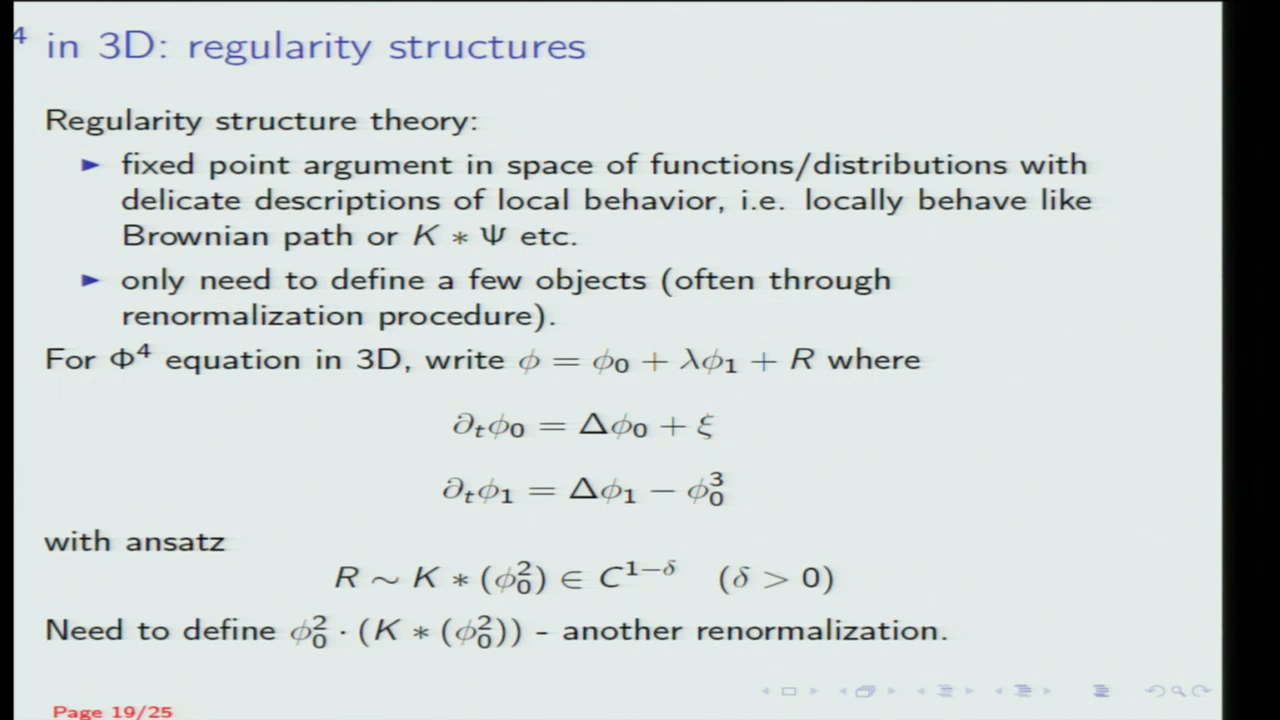 4 in 3D: regularity structures
Regularity structure theory:
► fixed point argument in space of functions/distributions with
delicate descriptions of local behavior, i.e. locally behave like
Brownian path or K ∗ Ψ etc.
► only need to define a few objects (often through
renormalization procedure).
For Φ⁴ equation in 3D, write ϕ = ϕ₀ + λϕ₁ + R where
∂ₜϕ₀ = Δϕ₀ + ξ
∂ₜϕ₁ = Δϕ₁ − ϕ₀³
with ansatz
R ∼ K ∗ (ϕ₀²) ∈ C¹⁻ᵟ (δ > 0)
Need to define ϕ₀² · (K ∗ (ϕ₀²)) - another renormalization.
Page 19/25